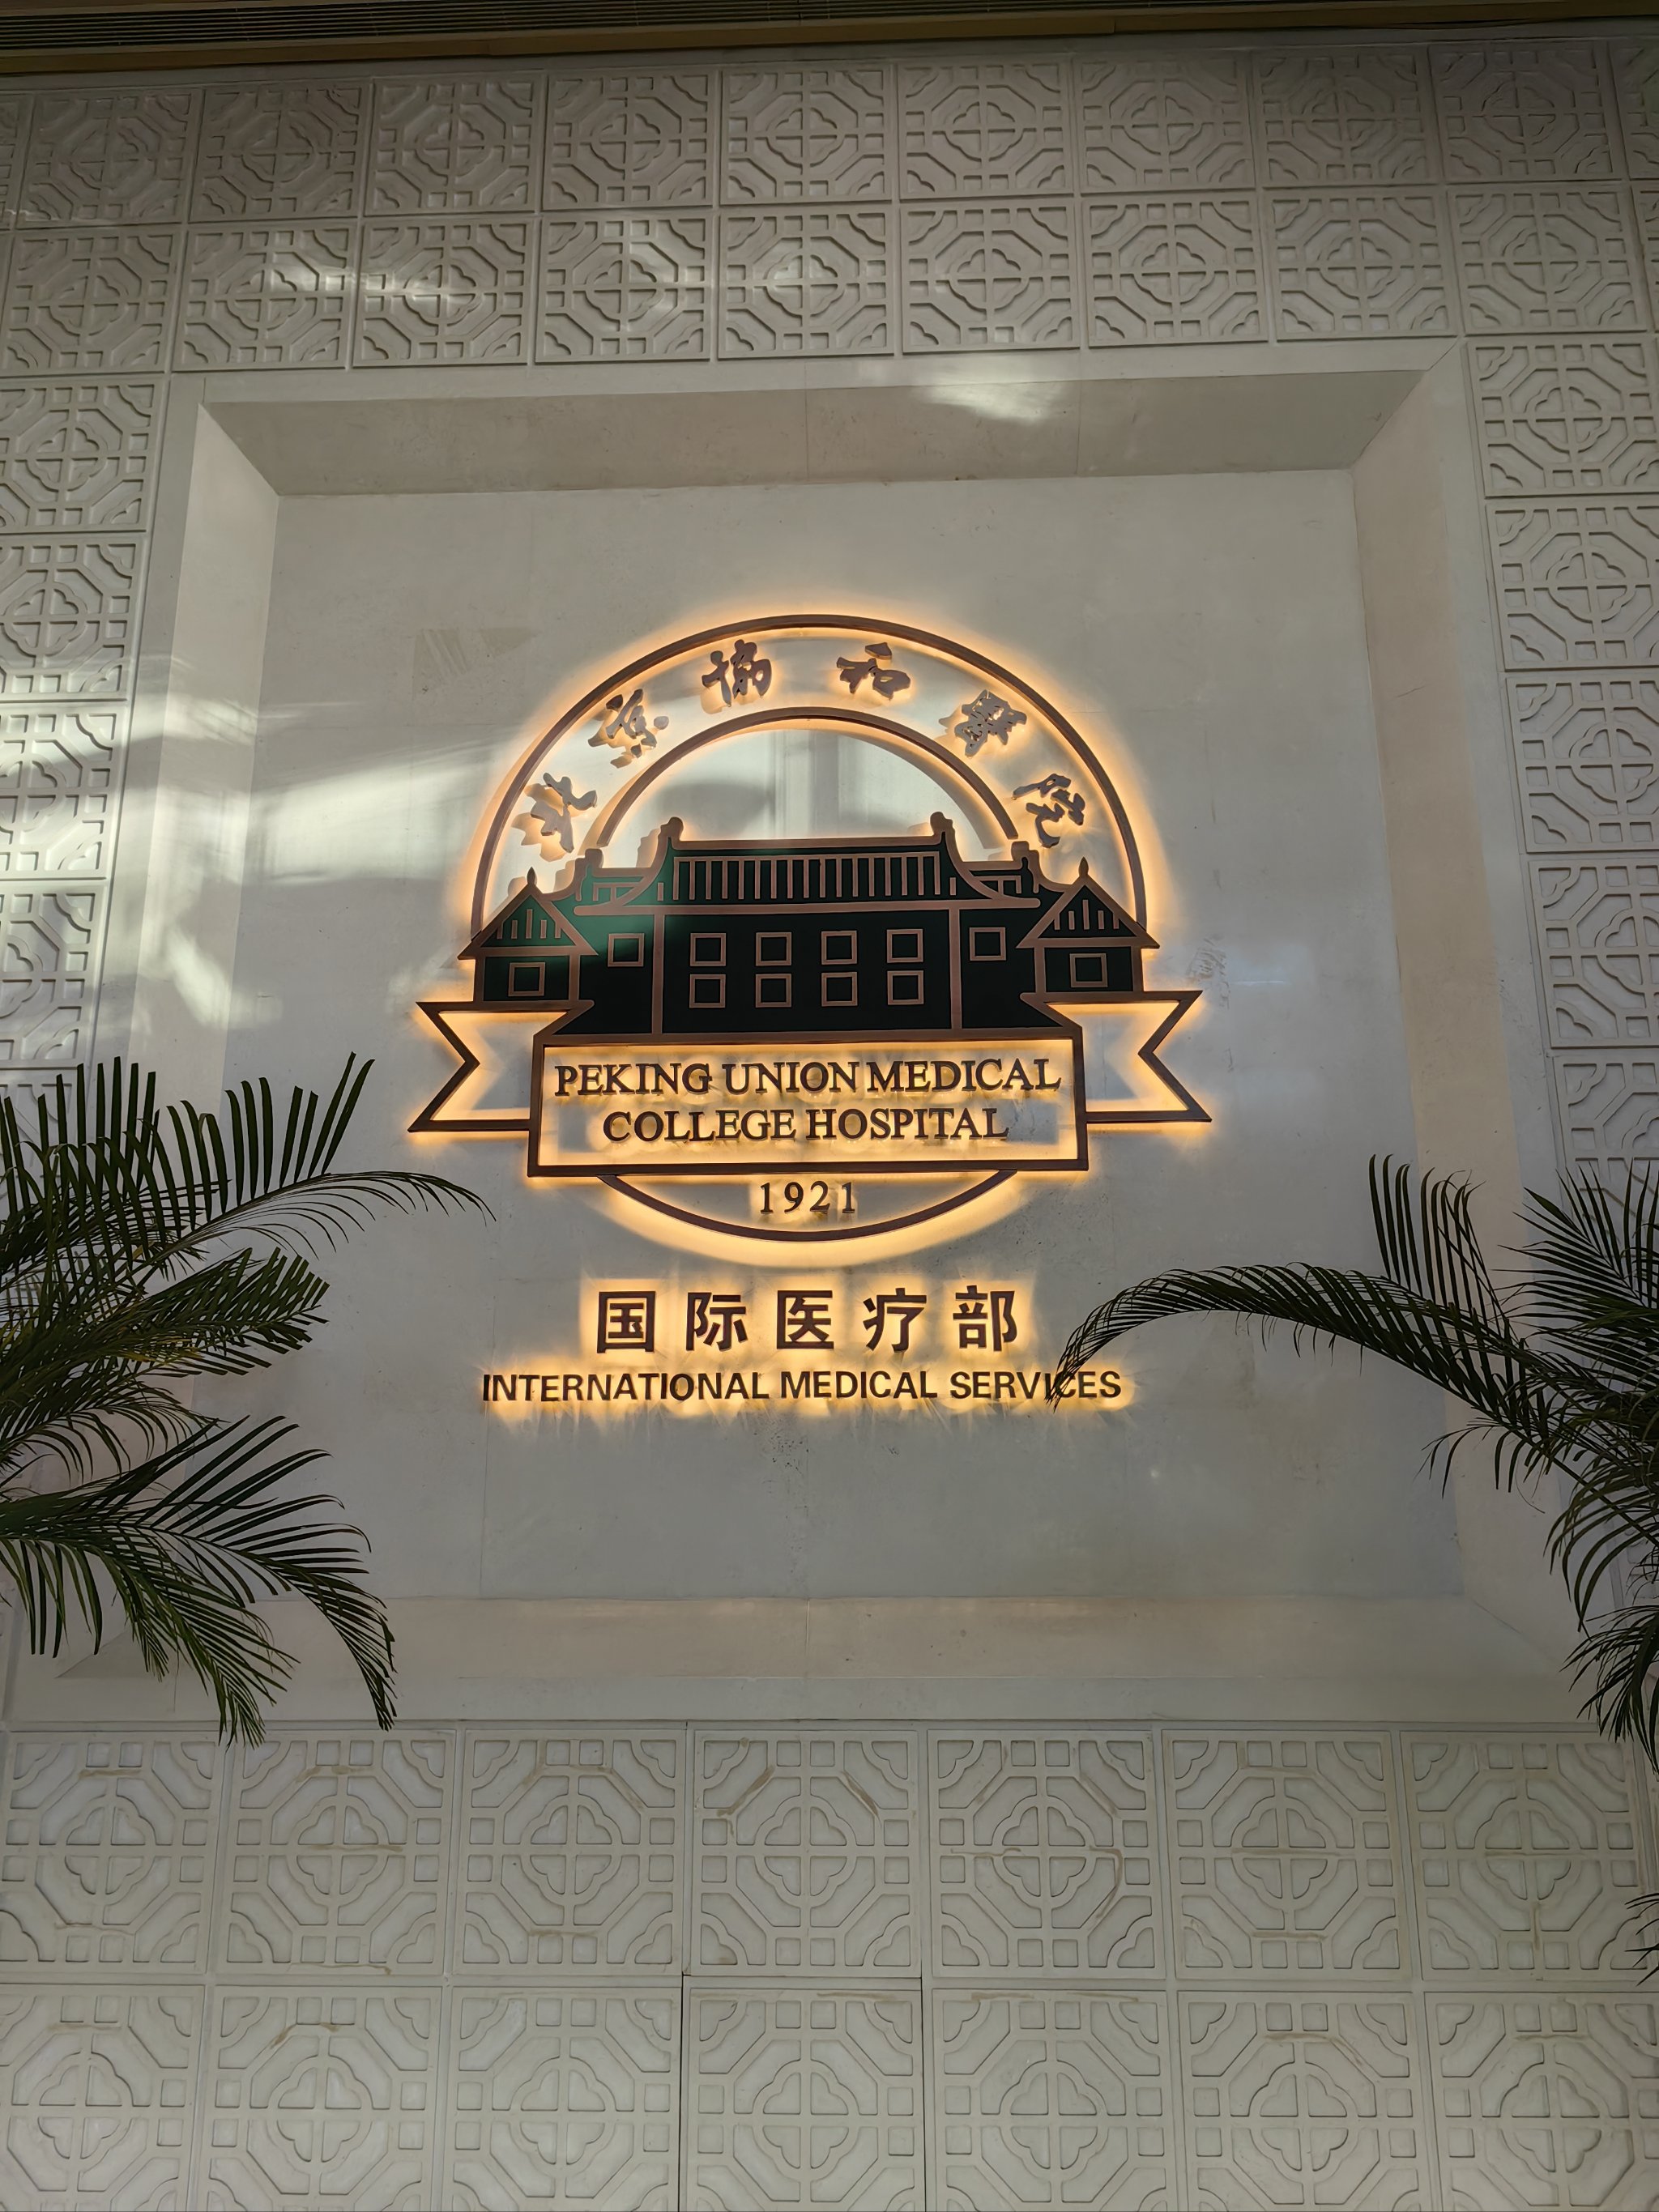 北京協和醫院
PEKING UNION MEDICAL
COLLEGE HOSPITAL
1921
国际医疗部
INTERNATIONAL MEDICAL SERVICES